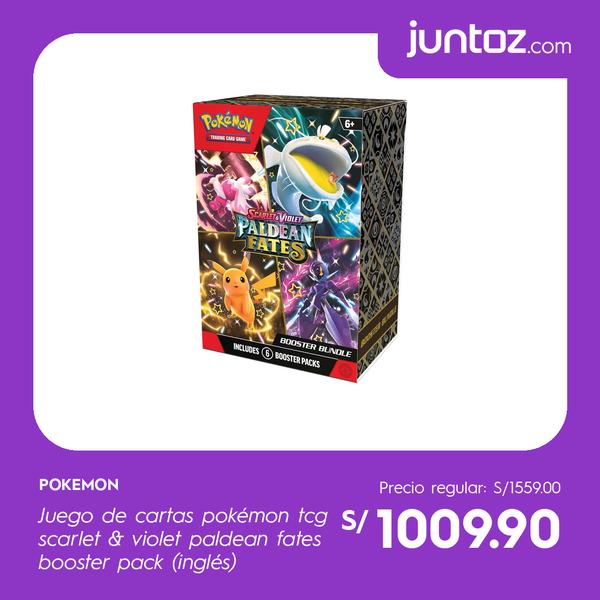 juntoz.com
Pokémon
TRADING CARD GAME
6+
SCARLET & VIOLET
PALDEAN
FATES
BOOSTER BUNDLE
INCLUDES 6 BOOSTER PACKS
POKEMON
Precio regular: S/1559.00
Juego de cartas pokémon tcg
scarlet & violet paldean fates
booster pack (inglés)
S/ 1009.90